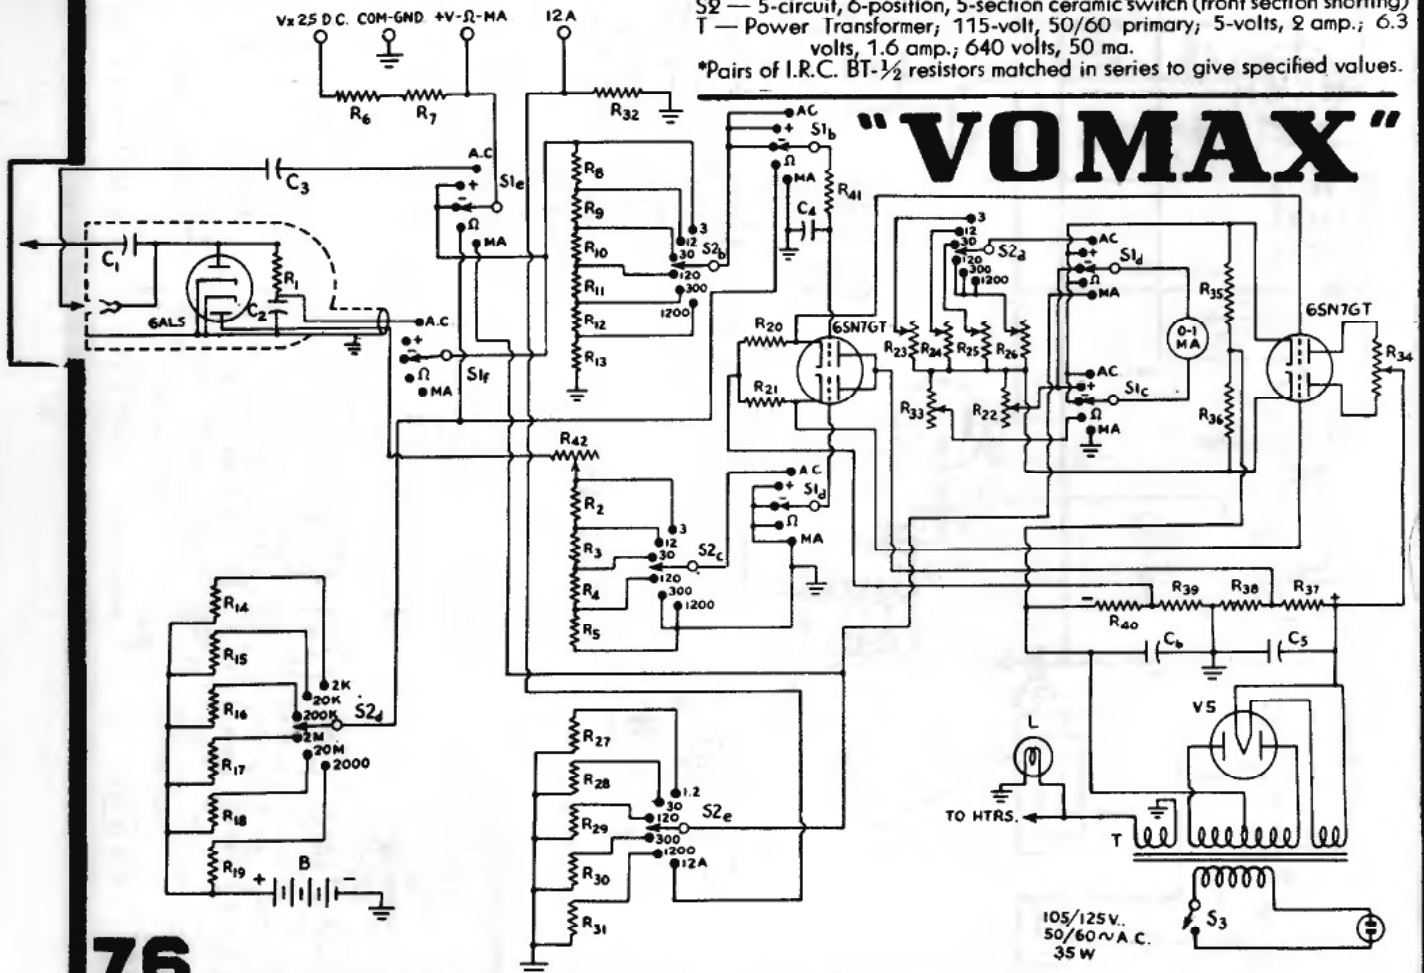 S2 — 5-circuit, 6-position, 5-section ceramic switch (front section shorting)
T — Power Transformer; 115-volt, 50/60 primary; 5-volts, 2 amp.; 6.3
volts, 1.6 amp.; 640 volts, 50 ma.
*Pairs of I.R.C. BT-½ resistors matched in series to give specified values.
"VOMAX"
Vx 25 D C. COM-GND. +V-Ω-MA 12 A
R6 R7 R32
C3
A.C
+
-
Ω
MA
S1e
C1
6AL5
C2
R1
A.C.
+
-
Ω
MA
S1f
R8
R9
R10
R11
R12
R13
3
12
30
120
300
1200
S2b
AC
+
-
Ω
MA
S1b
R41
C4
R20
R21
6SN7GT
3
12
30
120
300
1200
S2d
R23 R24 R25 R26
R33 R22
AC
+
-
Ω
MA
S1d
0-1
MA
AC
+
-
Ω
MA
S1c
R35
R36
6SN7GT
R34
R42
R2
R3
R4
R5
3
12
30
120
300
1200
S2c
A C
+
-
Ω
MA
S1d
R14
R15
R16
R17
R18
R19
2K
20K
200K
2M
20M
2000
S2d
+ B -
R27
R28
R29
R30
R31
1.2
30
120
300
1200
12A
S2e
- R40 R39 R38 R37 +
C6 C5
V5
L
TO HTRS.
T
S3
105/125V..
50/60~A.C.
35 W
76